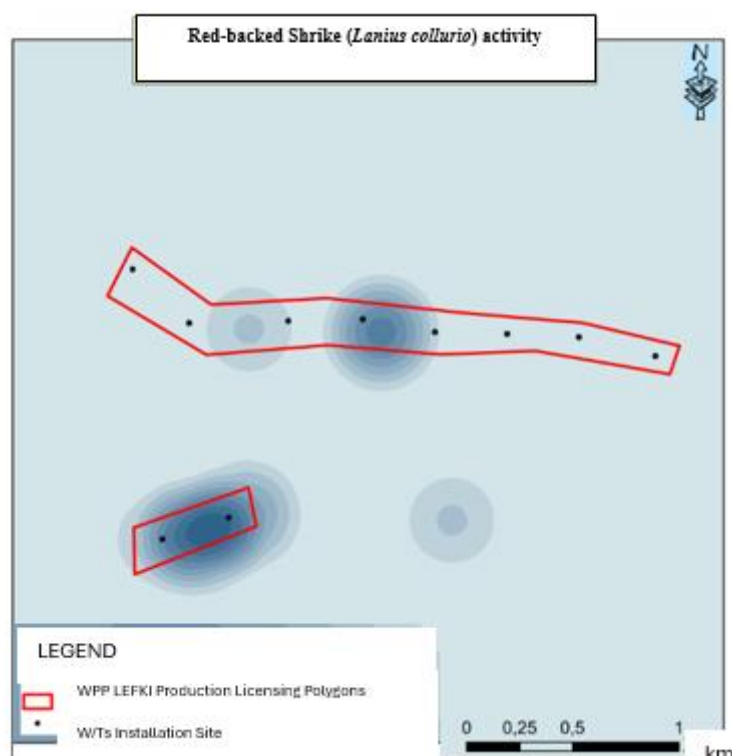 Red-backed Shrike (Lanius collurio) activity
N
LEGEND
WPP LEFKI Production Licensing Polygons
W/Ts Installation Site
0 0,25 0,5 1
km